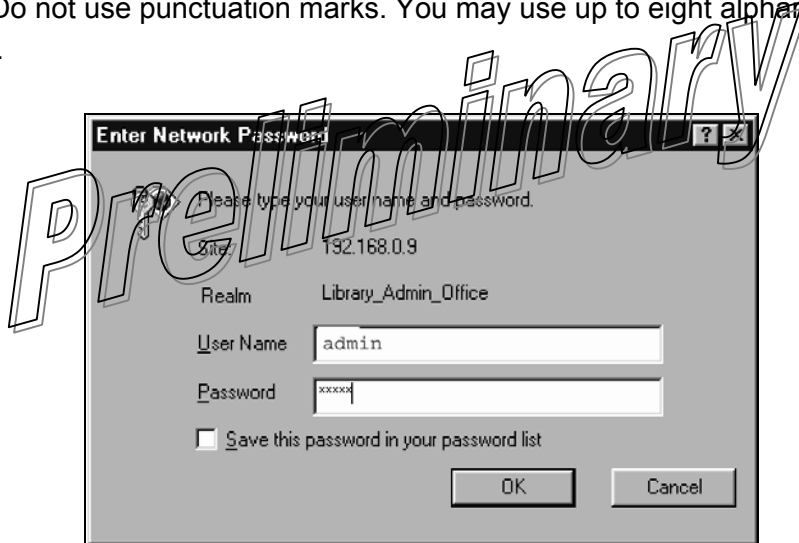 Do not use punctuation marks. You may use up to eight
Preliminary
Enter Network Password
Please type your user name and password.
Site: 192.168.0.9
Realm Library_Admin_Office
User Name admin
Password xxxxx
Save this password in your password list
OK Cancel